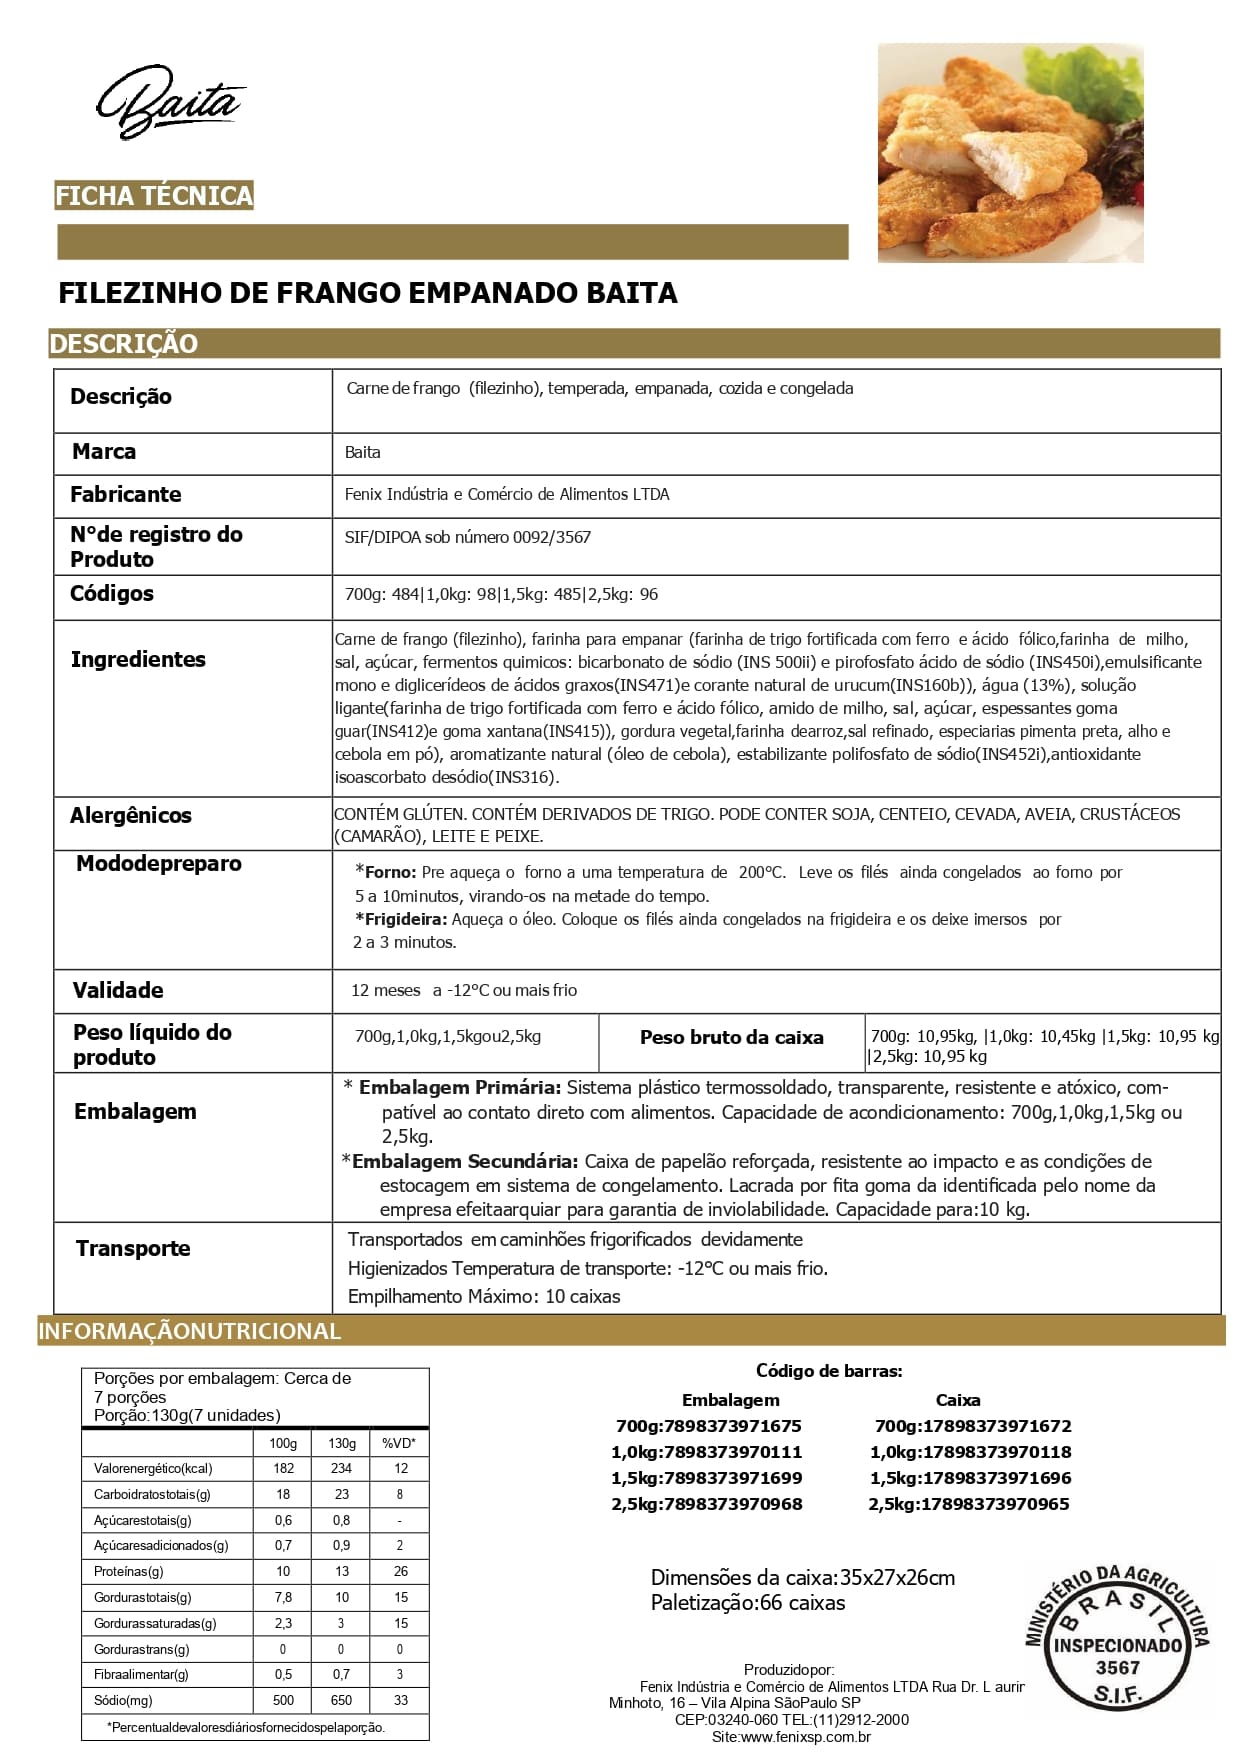 Baita
FICHA TÉCNICA
FILEZINHO DE FRANGO EMPANADO BAITA
DESCRIÇÃO
Descrição
Carne de frango (filezinho), temperada, empanada, cozida e congelada
Marca
Baita
Fabricante
Fenix Indústria e Comércio de Alimentos LTDA
N°de registro do
Produto
SIF/DIPOA sob número 0092/3567
Códigos
700g: 484|1,0kg: 98|1,5kg: 485|2,5kg: 96
Ingredientes
Carne de frango (filezinho), farinha para empanar (farinha de trigo fortificada com ferro e ácido fólico,farinha de milho,
sal, açúcar, fermentos quimicos: bicarbonato de sódio (INS 500ii) e pirofosfato ácido de sódio (INS450i),emulsificante
mono e diglicerídeos de ácidos graxos(INS471)e corante natural de urucum(INS160b)), água (13%), solução
ligante(farinha de trigo fortificada com ferro e ácido fólico, amido de milho, sal, açúcar, espessantes goma
guar(INS412)e goma xantana(INS415)), gordura vegetal,farinha dearroz,sal refinado, especiarias pimenta preta, alho e
cebola em pó), aromatizante natural (óleo de cebola), estabilizante polifosfato de sódio(INS452i),antioxidante
isoascorbato desódio(INS316).
Alergênicos
CONTÉM GLÚTEN. CONTÉM DERIVADOS DE TRIGO. PODE CONTER SOJA, CENTEIO, CEVADA, AVEIA, CRUSTÁCEOS
(CAMARÃO), LEITE E PEIXE.
Mododepreparo
*Forno: Pre aqueça o forno a uma temperatura de 200°C. Leve os filés ainda congelados ao forno por
5 a 10minutos, virando-os na metade do tempo.
*Frigideira: Aqueça o óleo. Coloque os filés ainda congelados na frigideira e os deixe imersos por
2 a 3 minutos.
Validade
12 meses a -12°C ou mais frio
Peso líquido do
produto
700g,1,0kg,1,5kgou2,5kg
Peso bruto da caixa
700g: 10,95kg, |1,0kg: 10,45kg |1,5kg: 10,95 kg
|2,5kg: 10,95 kg
Embalagem
* Embalagem Primária: Sistema plástico termossoldado, transparente, resistente e atóxico, com-
patível ao contato direto com alimentos. Capacidade de acondicionamento: 700g,1,0kg,1,5kg ou
2,5kg.
*Embalagem Secundária: Caixa de papelão reforçada, resistente ao impacto e as condições de
estocagem em sistema de congelamento. Lacrada por fita goma da identificada pelo nome da
empresa efeitaarquiar para garantia de inviolabilidade. Capacidade para:10 kg.
Transporte
Transportados em caminhões frigorificados devidamente
Higienizados Temperatura de transporte: -12°C ou mais frio.
Empilhamento Máximo: 10 caixas
INFORMAÇÃONUTRICIONAL
Porções por embalagem: Cerca de
7 porções
Porção:130g(7 unidades)
100g 130g %VD*
Valorenergético(kcal) 182 234 12
Carboidratostotais(g) 18 23 8
Açúcarestotais(g) 0,6 0,8 -
Açúcaresadicionados(g) 0,7 0,9 2
Proteínas(g) 10 13 26
Gordurastotais(g) 7,8 10 15
Gordurassaturadas(g) 2,3 3 15
Gordurastrans(g) 0 0 0
Fibraalimentar(g) 0,5 0,7 3
Sódio(mg) 500 650 33
*Percentualdevaloresdiáriosfornecidospelaporção.
Código de barras:
Embalagem Caixa
700g:7898373971675 700g:17898373971672
1,0kg:7898373970111 1,0kg:17898373970118
1,5kg:7898373971699 1,5kg:17898373971696
2,5kg:7898373970968 2,5kg:17898373970965
Dimensões da caixa:35x27x26cm
Paletização:66 caixas
Produzidopor:
Fenix Indústria e Comércio de Alimentos LTDA Rua Dr. L aurir
Minhoto, 16 – Vila Alpina SãoPaulo SP
CEP:03240-060 TEL:(11)2912-2000
Site:www.fenixsp.com.br
MINISTÉRIO DA AGRICULTURA
BRASIL
INSPECIONADO
3567
S.I.F.